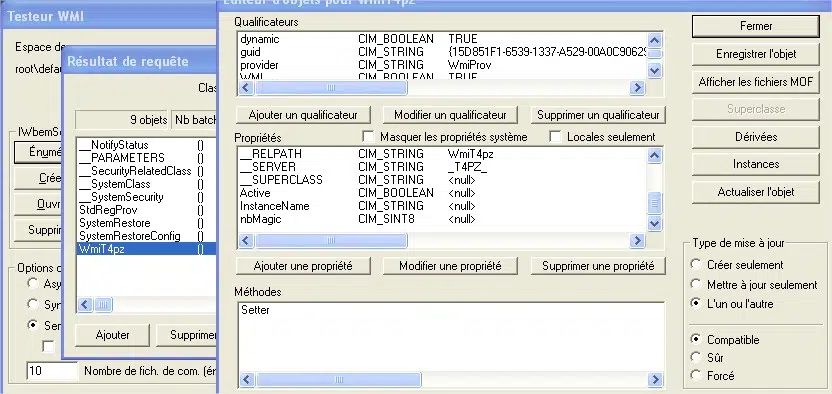 Testeur WMI
Espace de
root\defau
IWbemSe
Énumé
Crée
Ouvr
Supprir
Options d
Asy
Syn
Ser
10
Nombre de fich. de com. (én
Résultat de requête
Clas
9 objets
Nb batch
__NotifyStatus ()
__PARAMETERS ()
__SecurityRelatedClass ()
__SystemClass ()
__SystemSecurity ()
StdRegProv ()
SystemRestore ()
SystemRestoreConfig ()
WmiT4pz ()
Ajouter
Supprimer
Editeur d'objets pour WmiT4pz
Qualificateurs
dynamic CIM_BOOLEAN TRUE
guid CIM_STRING {15D851F1-6539-1337-A529-00A0C90629
provider CIM_STRING WmiProv
WMI CIM_BOOLEAN TRUE
Ajouter un qualificateur
Modifier un qualificateur
Supprimer un qualificateur
Propriétés
Masquer les propriétés système
Locales seulement
__RELPATH CIM_STRING WmiT4pz
__SERVER CIM_STRING _T4PZ_
__SUPERCLASS CIM_STRING <null>
Active CIM_BOOLEAN <null>
InstanceName CIM_STRING <null>
nbMagic CIM_SINT8 <null>
Ajouter une propriété
Modifier une propriété
Supprimer une propriété
Méthodes
Setter
Fermer
Enregistrer l'objet
Afficher les fichiers MOF
Superclasse
Dérivées
Instances
Actualiser l'objet
Type de mise à jour
Créer seulement
Mettre à jour seulement
L'un ou l'autre
Compatible
Sûr
Forcé